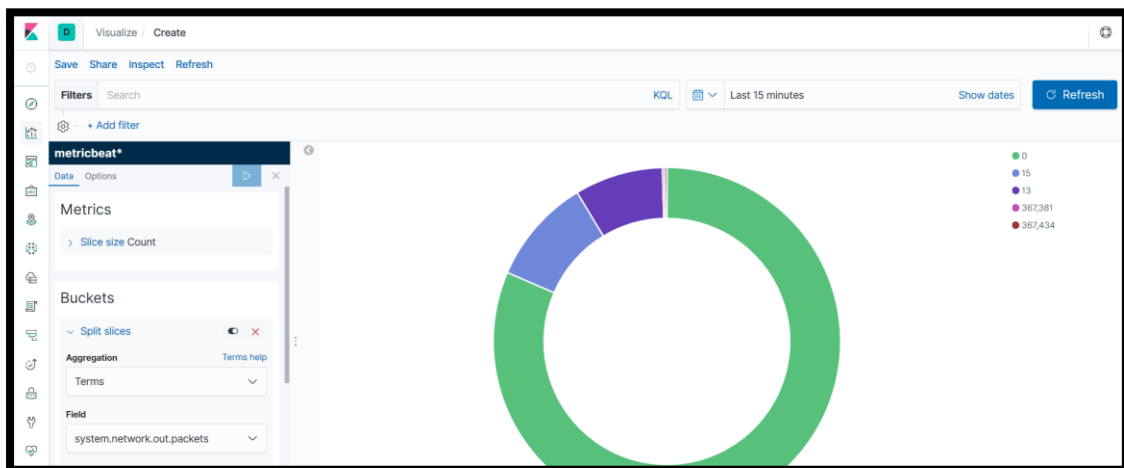 D Visualize / Create
Save Share Inspect Refresh
Filters Search KQL Last 15 minutes Show dates Refresh
+ Add filter
metricbeat*
Data Options
Metrics
Slice size Count
Buckets
Split slices
Aggregation Terms help
Terms
Field
system.network.out.packets
0
15
13
367,381
367,434